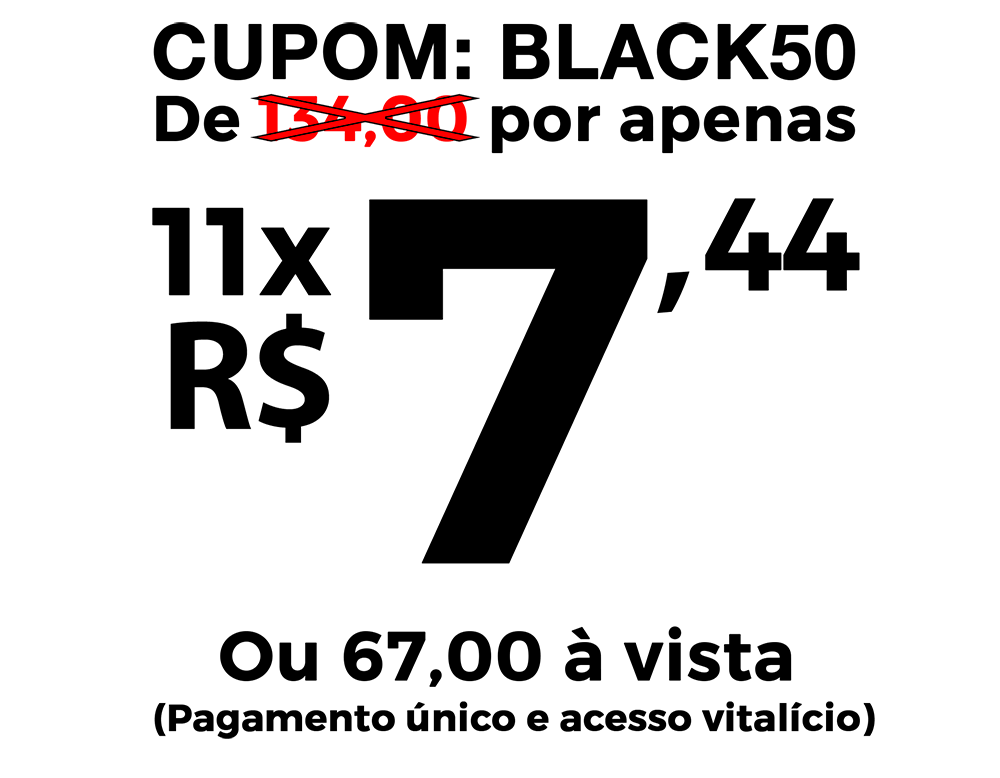 CUPOM: BLACK50
De 134,00 por apenas
11x R$ 7,44
Ou 67,00 à vista
(Pagamento único e acesso vitalício)